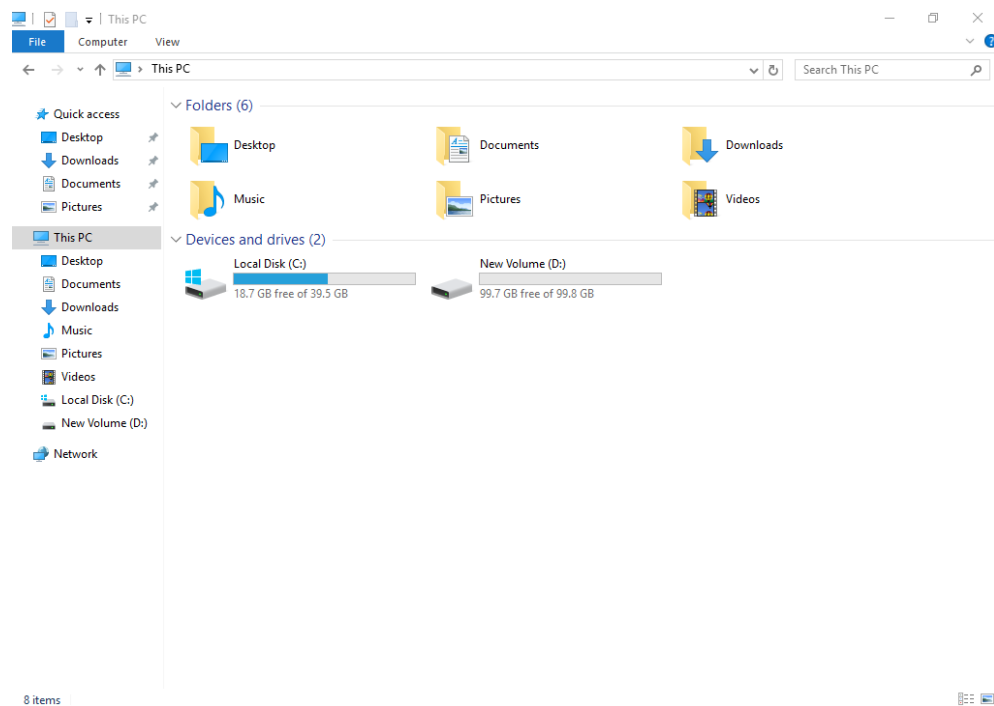 This PC
File Computer View
This PC
Search This PC
Quick access
Desktop
Downloads
Documents
Pictures
This PC
Desktop
Documents
Downloads
Music
Pictures
Videos
Local Disk (C:)
New Volume (D:)
Network
Folders (6)
Desktop Documents Downloads
Music Pictures Videos
Devices and drives (2)
Local Disk (C:)
18.7 GB free of 39.5 GB
New Volume (D:)
99.7 GB free of 99.8 GB
8 items